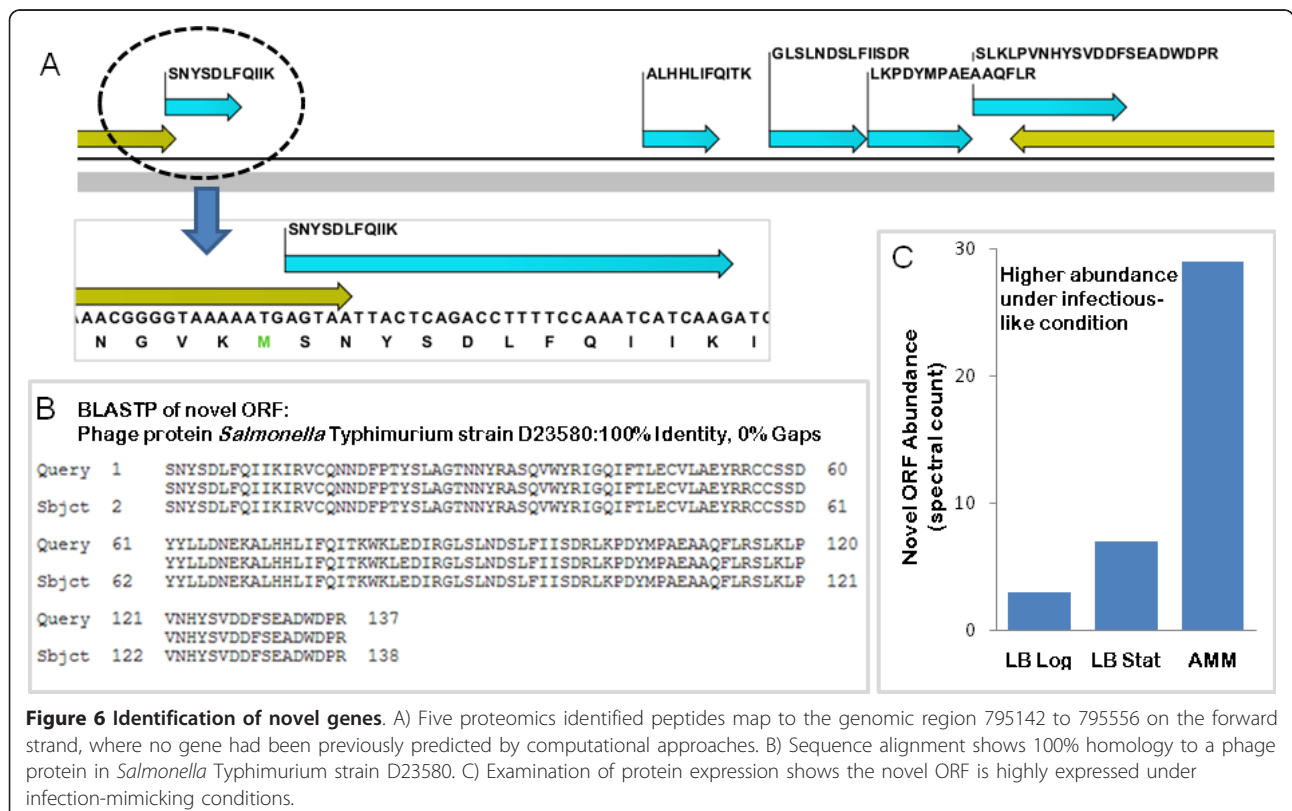 A
SNYSDLFQIIK
ALHHLIFQITK
GLSLNDSLFIISDR
LKPDYMPAEAAQFLR
SLKLPVNHYSVDDFSEADWDPR
SNYSDLFQIIK
AACGGGGTAAAAATGAGTAATTACTCAGACCTTTTCCAAATCATCAAGATC
N G V K M S N Y S D L F Q I I K I
B BLASTP of novel ORF:
Phage protein Salmonella Typhimurium strain D23580:100% Identity, 0% Gaps
Query 1 SNYSDLFQIIKIRVCQNNDFPTYSLAGTNNYRASQVWYRIGQIFTLECVLAEYRRCCSSD 60
SNYSDLFQIIKIRVCQNNDFPTYSLAGTNNYRASQVWYRIGQIFTLECVLAEYRRCCSSD
Sbjct 2 SNYSDLFQIIKIRVCQNNDFPTYSLAGTNNYRASQVWYRIGQIFTLECVLAEYRRCCSSD 61
Query 61 YYLLDNEKALHHLIFQITKWKLEDIRGLSLNDSLFIISDRLKPDYMPAEAAQFLRSLKLP 120
YYLLDNEKALHHLIFQITKWKLEDIRGLSLNDSLFIISDRLKPDYMPAEAAQFLRSLKLP
Sbjct 62 YYLLDNEKALHHLIFQITKWKLEDIRGLSLNDSLFIISDRLKPDYMPAEAAQFLRSLKLP 121
Query 121 VNHYSVDDFSEADWDPR 137
VNHYSVDDFSEADWDPR
Sbjct 122 VNHYSVDDFSEADWDPR 138
C
Higher abundance
under infectious-
like condition
Novel ORF Abundance
(spectral count)
30
20
10
0
LB Log LB Stat AMM
Figure 6 Identification of novel genes. A) Five proteomics identified peptides map to the genomic region 795142 to 795556 on the forward
strand, where no gene had been previously predicted by computational approaches. B) Sequence alignment shows 100% homology to a phage
protein in Salmonella Typhimurium strain D23580. C) Examination of protein expression shows the novel ORF is highly expressed under
infection-mimicking conditions.